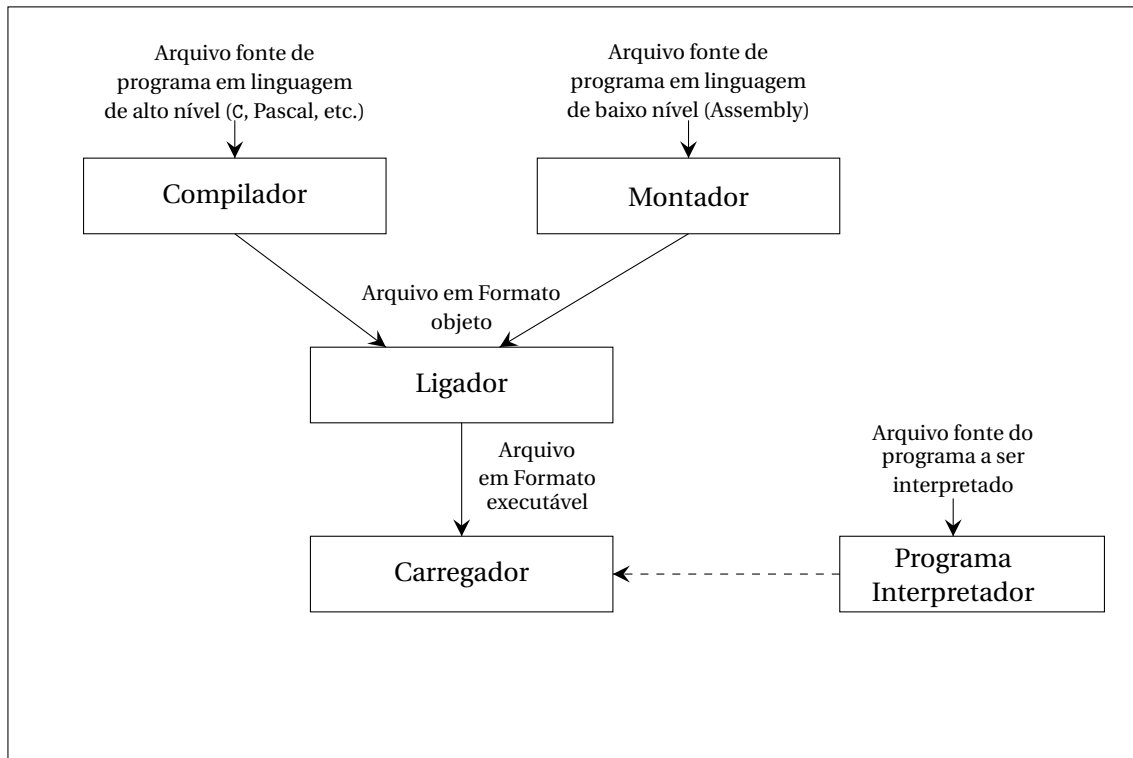 Arquivo fonte de
programa em linguagem
de alto nível (C, Pascal, etc.)
Arquivo fonte de
programa em linguagem
de baixo nível (Assembly)
Compilador
Montador
Arquivo em Formato
objeto
Ligador
Arquivo
em Formato
executável
Arquivo fonte do
programa a ser
interpretado
Carregador
Programa
Interpretador